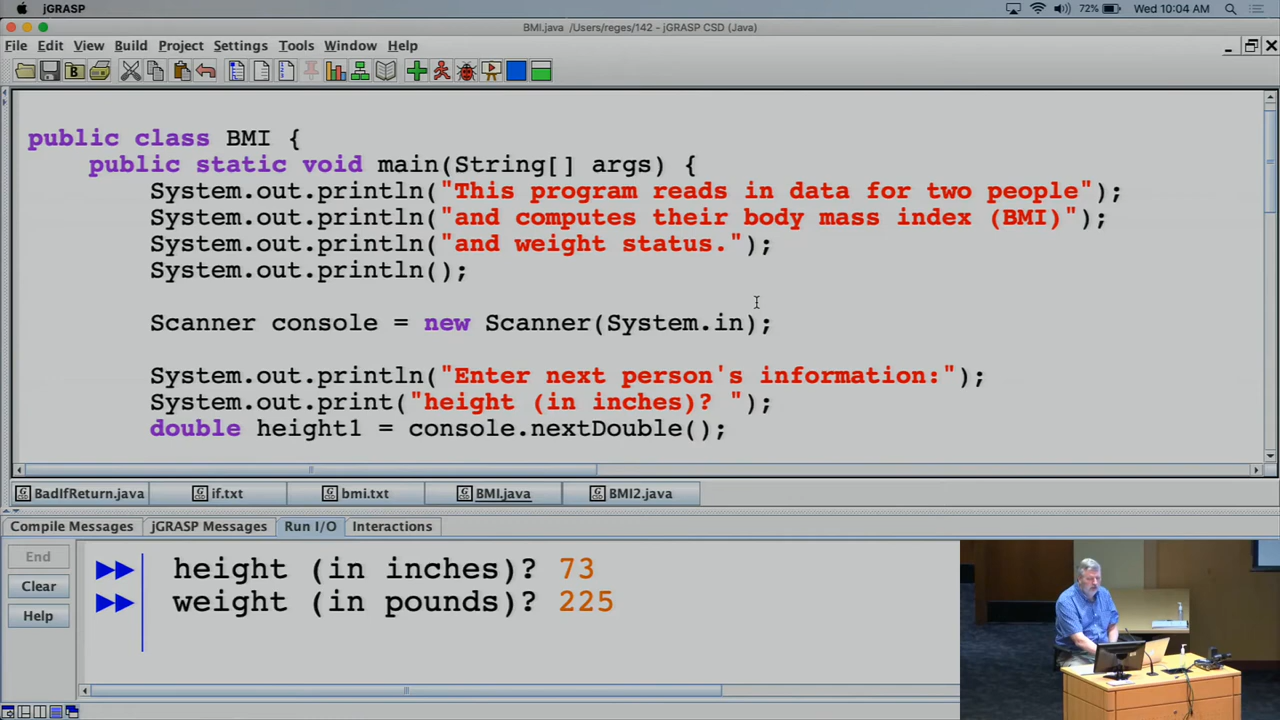 jGRASP
72%
Wed 10:04 AM
BMI.java /Users/reges/142 - jGRASP CSD (Java)
File Edit View Build Project Settings Tools Window Help
public class BMI {
public static void main(String[] args) {
System.out.println("This program reads in data for two people");
System.out.println("and computes their body mass index (BMI)");
System.out.println("and weight status.");
System.out.println();
Scanner console = new Scanner(System.in);
System.out.println("Enter next person's information:");
System.out.print("height (in inches)? ");
double height1 = console.nextDouble();
BadIfReturn.java if.txt bmi.txt BMI.java BMI2.java
Compile Messages jGRASP Messages Run I/O Interactions
End
Clear
Help
height (in inches)? 73
weight (in pounds)? 225